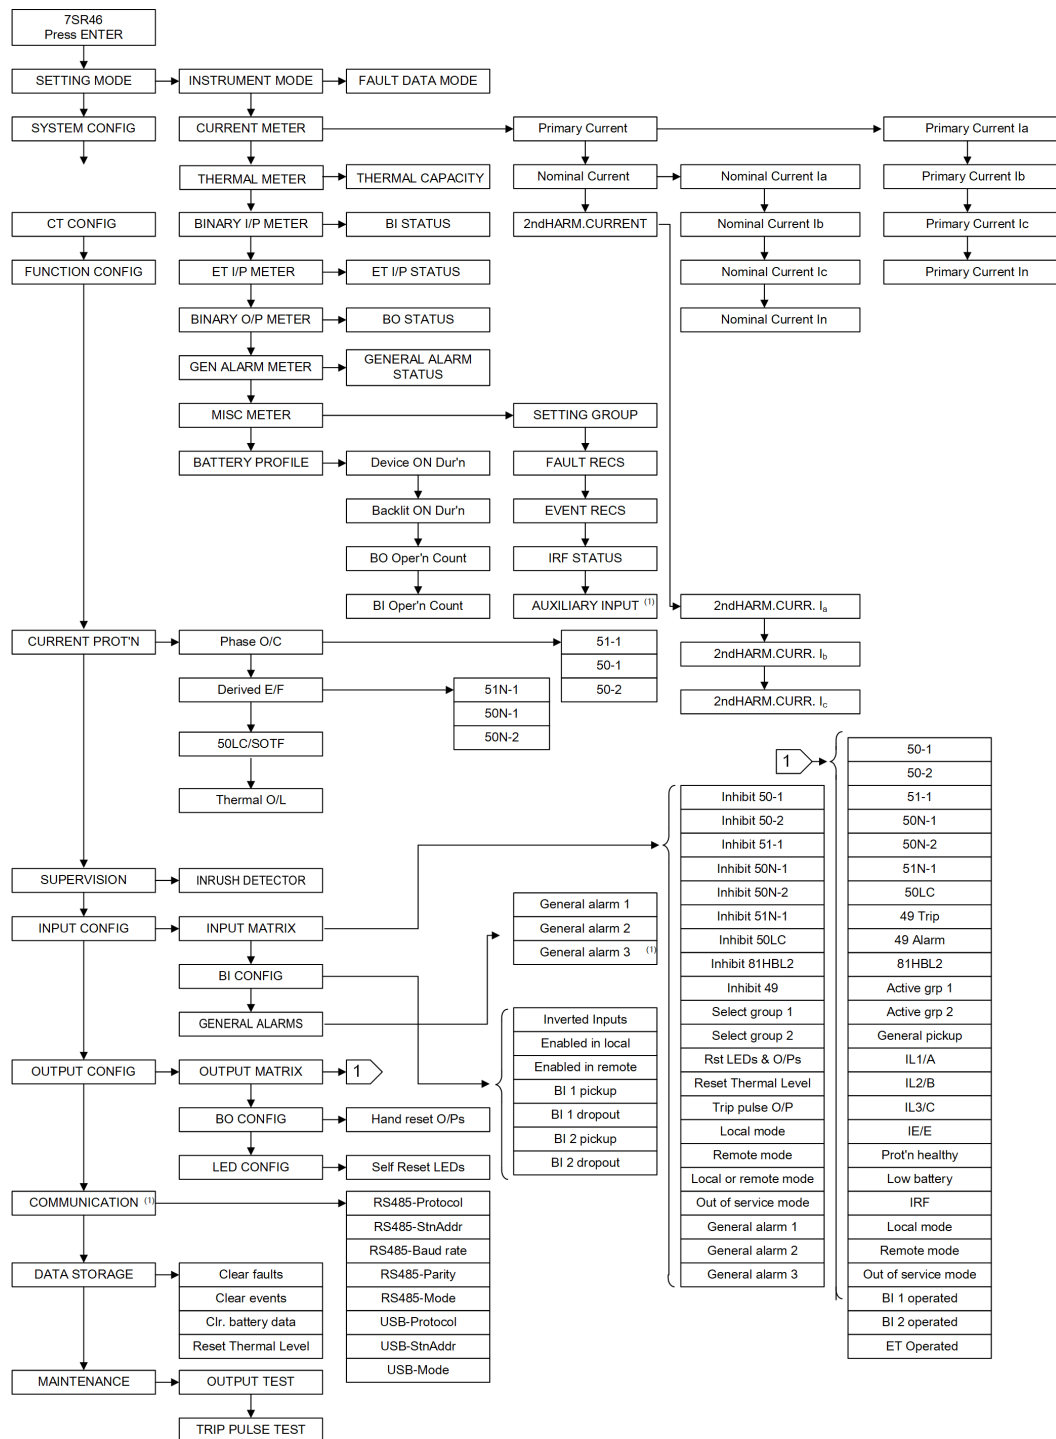 7SR46
Press ENTER
SETTING MODE
INSTRUMENT MODE
FAULT DATA MODE
SYSTEM CONFIG
CURRENT METER
Primary Current
Primary Current Ia
THERMAL METER
THERMAL CAPACITY
Nominal Current
Nominal Current Ia
Primary Current Ib
CT CONFIG
BINARY I/P METER
BI STATUS
2ndHARM.CURRENT
Nominal Current Ib
Primary Current Ic
FUNCTION CONFIG
ET I/P METER
ET I/P STATUS
Nominal Current Ic
Primary Current In
BINARY O/P METER
BO STATUS
Nominal Current In
GEN ALARM METER
GENERAL ALARM
STATUS
MISC METER
SETTING GROUP
BATTERY PROFILE
Device ON Dur'n
FAULT RECS
Backlit ON Dur'n
EVENT RECS
BO Oper'n Count
IRF STATUS
BI Oper'n Count
AUXILIARY INPUT (1)
2ndHARM.CURR. Ia
CURRENT PROT'N
Phase O/C
51-1
50-1
50-2
2ndHARM.CURR. Ib
Derived E/F
51N-1
50N-1
50N-2
2ndHARM.CURR. Ic
50LC/SOTF
Thermal O/L
1
50-1
50-2
51-1
50N-1
50N-2
51N-1
50LC
49 Trip
49 Alarm
81HBL2
Active grp 1
Active grp 2
General pickup
IL1/A
IL2/B
IL3/C
IE/E
Prot'n healthy
Low battery
IRF
Local mode
Remote mode
Out of service mode
BI 1 operated
BI 2 operated
ET Operated
Inhibit 50-1
Inhibit 50-2
Inhibit 51-1
Inhibit 50N-1
Inhibit 50N-2
Inhibit 51N-1
Inhibit 50LC
Inhibit 81HBL2
Inhibit 49
Select group 1
Select group 2
Rst LEDs & O/Ps
Reset Thermal Level
Trip pulse O/P
Local mode
Remote mode
Local or remote mode
Out of service mode
General alarm 1
General alarm 2
General alarm 3
SUPERVISION
INRUSH DETECTOR
INPUT CONFIG
INPUT MATRIX
General alarm 1
General alarm 2
General alarm 3 (1)
BI CONFIG
GENERAL ALARMS
Inverted Inputs
Enabled in local
Enabled in remote
BI 1 pickup
BI 1 dropout
BI 2 pickup
BI 2 dropout
OUTPUT CONFIG
OUTPUT MATRIX
1
BO CONFIG
Hand reset O/Ps
LED CONFIG
Self Reset LEDs
COMMUNICATION (1)
RS485-Protocol
RS485-StnAddr
RS485-Baud rate
RS485-Parity
RS485-Mode
USB-Protocol
USB-StnAddr
USB-Mode
DATA STORAGE
Clear faults
Clear events
Clr. battery data
Reset Thermal Level
MAINTENANCE
OUTPUT TEST
TRIP PULSE TEST